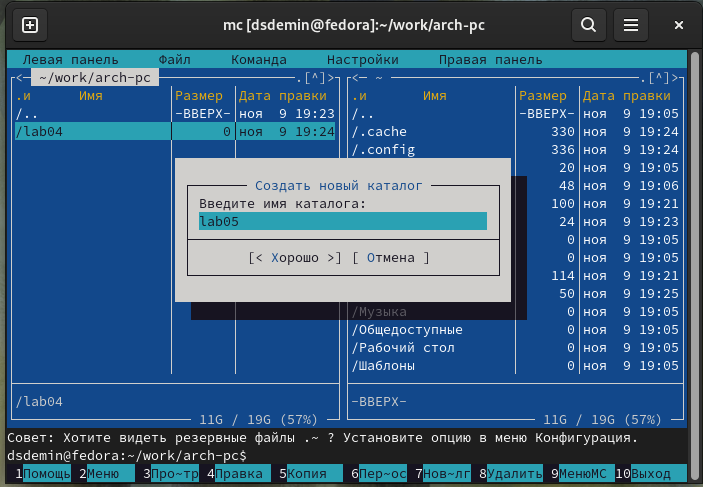 mc [dsdemin@fedora]:~/work/arch-pc
Левая панель Файл Команда Настройки Правая панель
<─ ~/work/arch-pc .[^]> <─ ~ .[^]>
.и Имя Размер Дата правки .и Имя Размер Дата правки
/.. -ВВЕРХ- ноя 9 19:23 /.. -ВВЕРХ- ноя 9 19:05
/lab04 0 ноя 9 19:24 /.cache 330 ноя 9 19:24
/.config 336 ноя 9 19:24
20 ноя 9 19:05
Создать новый каталог 48 ноя 9 19:06
Введите имя каталога: 100 ноя 9 19:21
lab05 24 ноя 9 19:23
0 ноя 9 19:05
[< Хорошо >] [ Отмена ] 0 ноя 9 19:05
114 ноя 9 19:21
50 ноя 9 19:25
/Музыка 0 ноя 9 19:05
/Общедоступные 0 ноя 9 19:05
/Рабочий стол 0 ноя 9 19:05
/Шаблоны 0 ноя 9 19:05
/lab04 -ВВЕРХ-
11G / 19G (57%) 11G / 19G (57%)
Совет: Хотите видеть резервные файлы .~ ? Установите опцию в меню Конфигурация.
dsdemin@fedora:~/work/arch-pc$
1Помощь 2Меню 3Про~тр 4Правка 5Копия 6Пер~ос 7Нов~лг 8Удалить 9МенюМС 10Выход